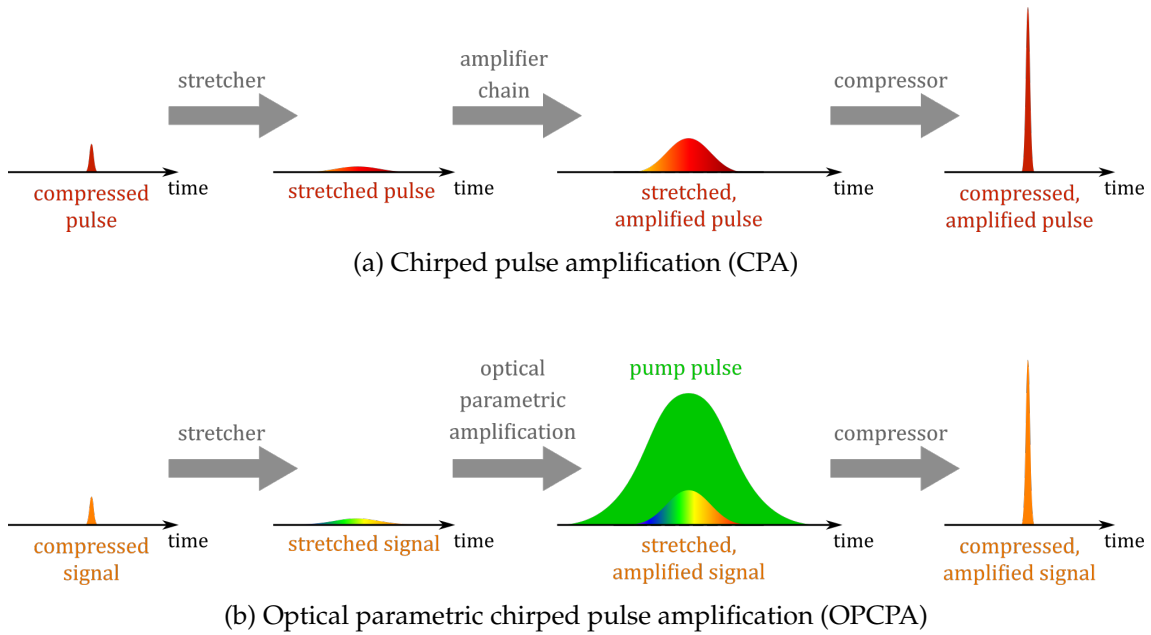 stretcher
amplifier
chain
compressor
compressed
pulse
time
stretched pulse
time
stretched,
amplified pulse
time
compressed,
amplified pulse
time
(a) Chirped pulse amplification (CPA)
stretcher
optical
parametric
amplification
pump pulse
compressor
compressed
signal
time
stretched signal
time
stretched,
amplified signal
time
compressed,
amplified signal
time
(b) Optical parametric chirped pulse amplification (OPCPA)